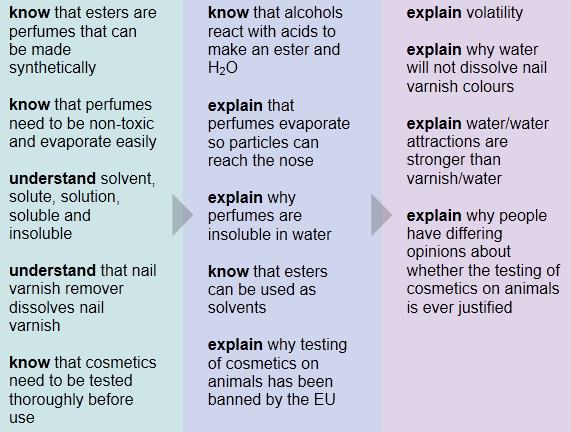 know that esters are
perfumes that can
be made
synthetically
know that perfumes
need to be non-toxic
and evaporate easily
understand solvent,
solute, solution,
soluble and
insoluble
understand that nail
varnish remover
dissolves nail
varnish
know that cosmetics
need to be tested
thoroughly before
use
know that alcohols
react with acids to
make an ester and
H₂O
explain that
perfumes evaporate
so particles can
reach the nose
explain why
perfumes are
insoluble in water
know that esters
can be used as
solvents
explain why testing
of cosmetics on
animals has been
banned by the EU
explain volatility
explain why water
will not dissolve nail
varnish colours
explain water/water
attractions are
stronger than
varnish/water
explain why people
have differing
opinions about
whether the testing of
cosmetics on animals
is ever justified